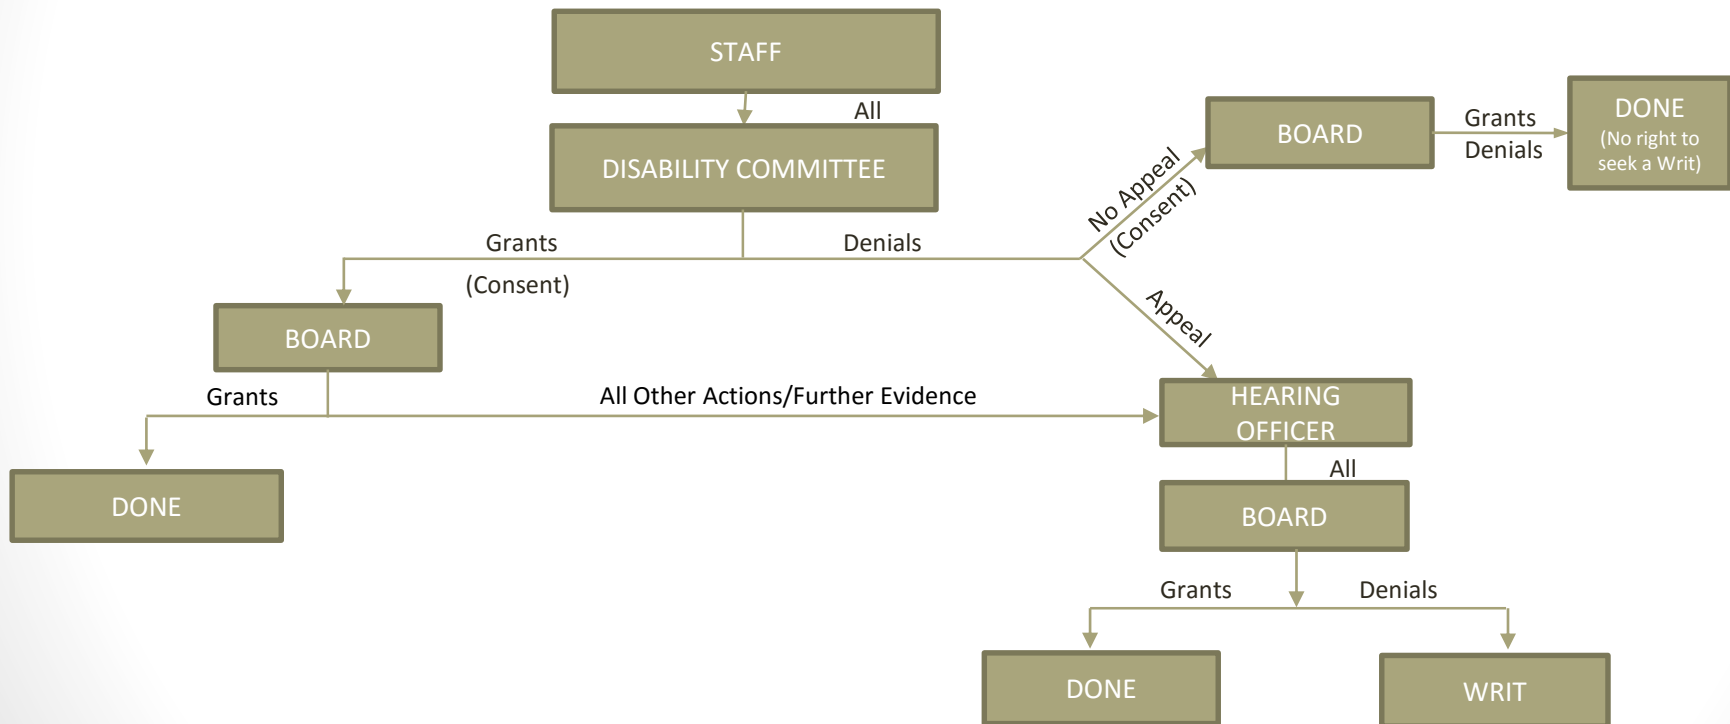 STAFF
All
DISABILITY COMMITTEE
BOARD
Grants
Denials
DONE
(No right to
seek a Writ)
No Appeal
(Consent)
Grants
(Consent)
Denials
Appeal
BOARD
Grants
All Other Actions/Further Evidence
HEARING
OFFICER
All
DONE
BOARD
Grants
Denials
DONE
WRIT